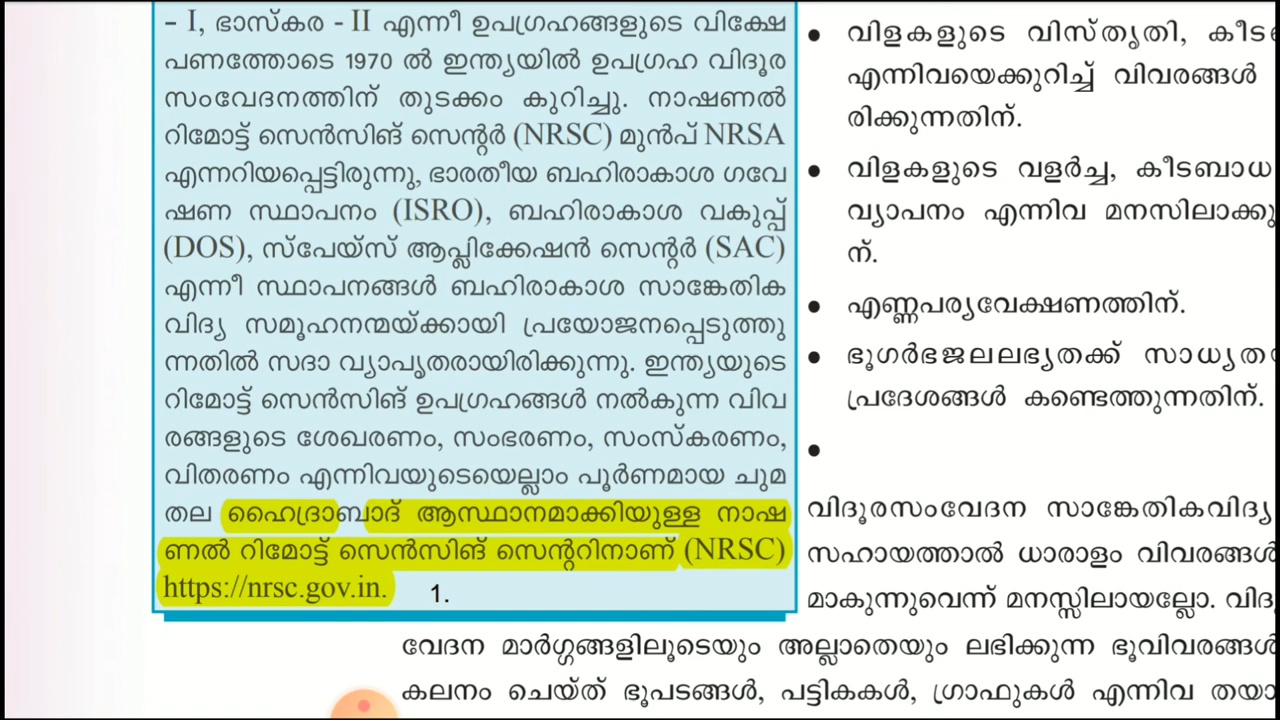 - I, ഭാസ്കര - II എന്നീ ഉപഗ്രഹങ്ങളുടെ വിക്ഷേ
പണത്തോടെ 1970 ൽ ഇന്ത്യയിൽ ഉപഗ്രഹ വിദൂര
സംവേദനത്തിന് തുടക്കം കുറിച്ചു. നാഷണൽ
റിമോട്ട് സെൻസിങ് സെന്റർ (NRSC) മുൻപ് NRSA
എന്നറിയപ്പെട്ടിരുന്നു, ഭാരതീയ ബഹിരാകാശ ഗവേ
ഷണ സ്ഥാപനം (ISRO), ബഹിരാകാശ വകുപ്പ്
(DOS), സ്പേയ്സ് ആപ്ലിക്കേഷൻ സെന്റർ (SAC)
എന്നീ സ്ഥാപനങ്ങൾ ബഹിരാകാശ സാങ്കേതിക
വിദ്യ സമൂഹനന്മയ്ക്കായി പ്രയോജനപ്പെടുത്തു
ന്നതിൽ സദാ വ്യാപൃതരായിരിക്കുന്നു. ഇന്ത്യയുടെ
റിമോട്ട് സെൻസിങ് ഉപഗ്രഹങ്ങൾ നൽകുന്ന വിവ
രങ്ങളുടെ ശേഖരണം, സംഭരണം, സംസ്കരണം,
വിതരണം എന്നിവയുടെയെല്ലാം പൂർണമായ ചുമ
തല ഹൈദ്രാബാദ് ആസ്ഥാനമാക്കിയുള്ള നാഷ
ണൽ റിമോട്ട് സെൻസിങ് സെന്ററിനാണ് (NRSC)
https://nrsc.gov.in.
1.
• വിളകളുടെ വിസ്തൃതി,
എന്നിവയെക്കുറിച്ച് വിവരങ്ങൾ
രിക്കുന്നതിന്.
• വിളകളുടെ വളർച്ച, കീടബാധ
വ്യാപനം എന്നിവ മനസിലാക്കു
ന്.
• എണ്ണപര്യവേക്ഷണത്തിന്.
• ഭൂഗർഭജലലഭ്യതക്ക്
പ്രദേശങ്ങൾ കണ്ടെത്തുന്നതിന്.
•
വിദൂരസംവേദന സാങ്കേതികവിദ്യ
സഹായത്താൽ ധാരാളം വിവരങ്ങൾ
മാകുന്നുവെന്ന് മനസ്സിലായല്ലോ.
വേദന മാർഗ്ഗങ്ങളിലൂടെയും അല്ലാതെയും ലഭിക്കുന്ന ഭൂവിവരങ്ങൾ
കലനം ചെയ്ത് ഭൂപടങ്ങൾ, പട്ടികകൾ, ഗ്രാഫുകൾ എന്നിവ